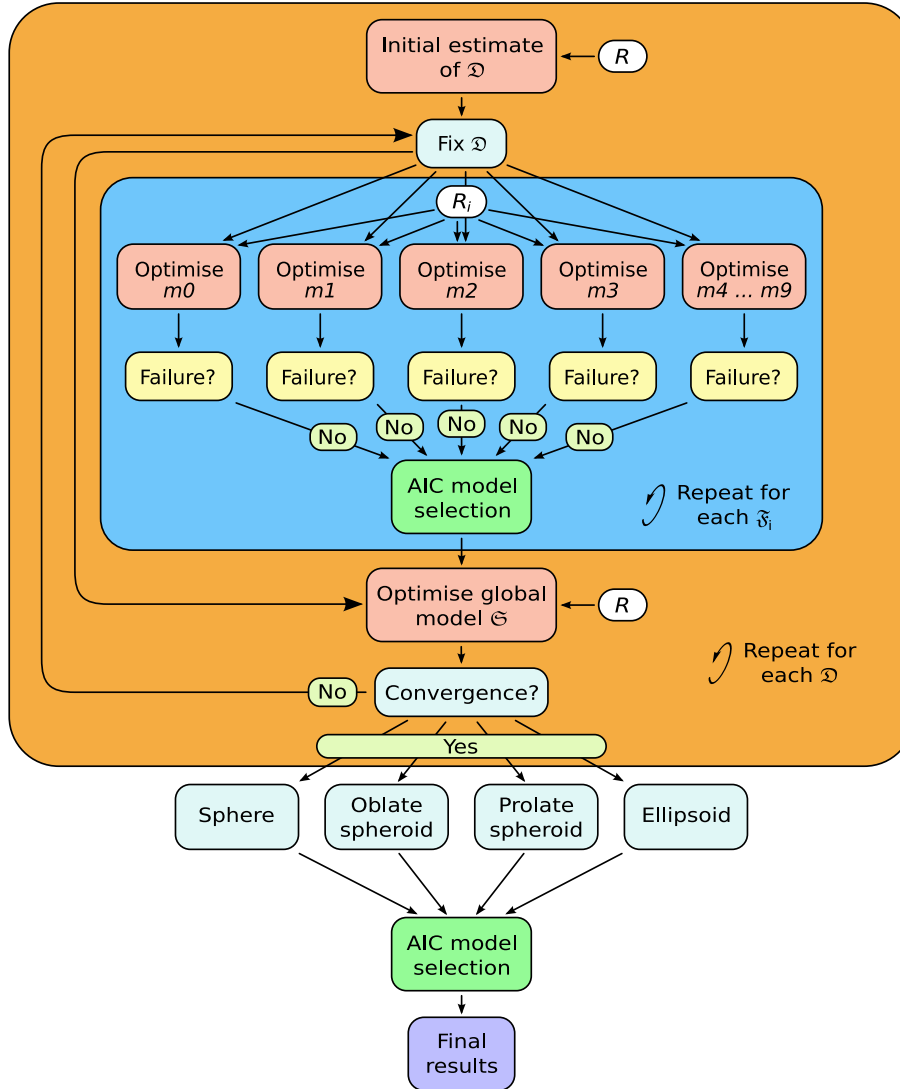 Initial estimate
of 𝔇
R
Fix 𝔇
Rᵢ
Optimise
m0
Optimise
m1
Optimise
m2
Optimise
m3
Optimise
m4 ... m9
Failure?
Failure?
Failure?
Failure?
Failure?
No
No
No
No
No
AIC model
selection
Repeat for
each 𝔉ᵢ
Optimise global
model 𝔖
R
Repeat for
each 𝔇
Convergence?
No
Yes
Sphere
Oblate
spheroid
Prolate
spheroid
Ellipsoid
AIC model
selection
Final
results